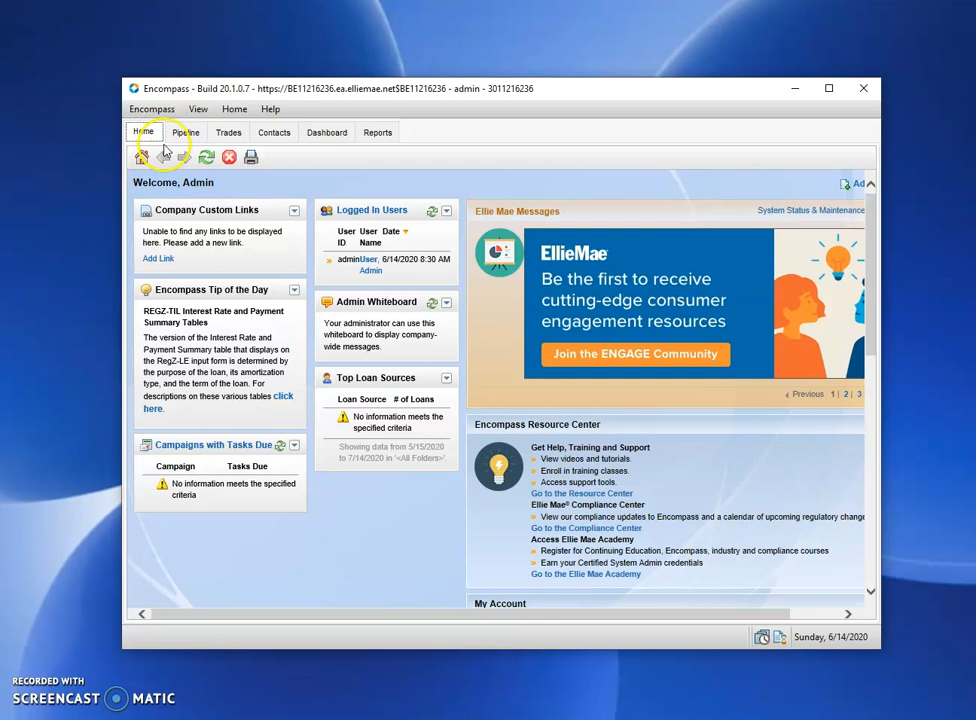 Encompass - Build 20.1.0.7 - https://BE11216236.ea.elliemae.net$BE11216236 - admin - 3011216236
Encompass View Home Help
Home Pipeline Trades Contacts Dashboard Reports
Welcome, Admin
Ad
Company Custom Links
Unable to find any links to be displayed
here. Please add a new link.
Add Link
Encompass Tip of the Day
REGZ-TIL Interest Rate and Payment
Summary Tables
The version of the Interest Rate and
Payment Summary table that displays on
the RegZ-LE input form is determined by
the purpose of the loan, its amortization
type, and the term of the loan. For
descriptions on these various tables click
here.
Campaigns with Tasks Due
Campaign Tasks Due
No information meets the specified
criteria
Logged In Users
User User Date
ID Name
adminUser, 6/14/2020 8:30 AM
Admin
Admin Whiteboard
Your administrator can use this
whiteboard to display company-
wide messages.
Top Loan Sources
Loan Source # of Loans
No information meets the
specified criteria
Showing data from 5/15/2020
to 7/14/2020 in '<All Folders>'.
Ellie Mae Messages
System Status & Maintenance
EllieMae
Be the first to receive
cutting-edge consumer
engagement resources
Join the ENGAGE Community
Previous 1 | 2 | 3
Encompass Resource Center
Get Help, Training and Support
» View videos and tutorials.
» Enroll in training classes.
» Access support tools.
Go to the Resource Center
Ellie Mae® Compliance Center
» View our compliance updates to Encompass and a calendar of upcoming regulatory change
Go to the Compliance Center
Access Ellie Mae Academy
» Register for Continuing Education, Encompass, industry and compliance courses
» Earn your Certified System Admin credentials
Go to the Ellie Mae Academy
My Account
Sunday, 6/14/2020
RECORDED WITH
SCREENCAST MATIC